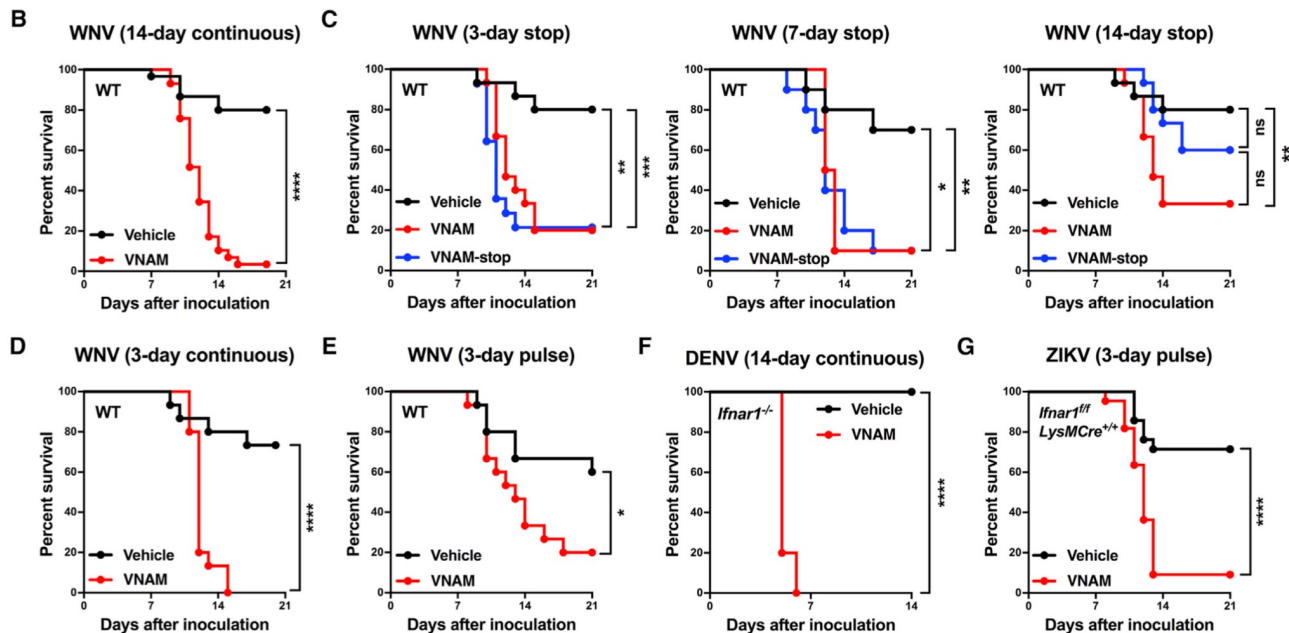 B
WNV (14-day continuous)
Percent survival
100
80
60
40
20
0
WT
Vehicle
VNAM
****
0 7 14 21
Days after inoculation
C
WNV (3-day stop)
Percent survival
100
80
60
40
20
0
WT
Vehicle
VNAM
VNAM-stop
**
***
0 7 14 21
Days after inoculation
WNV (7-day stop)
Percent survival
100
80
60
40
20
0
WT
Vehicle
VNAM
VNAM-stop
*
**
0 7 14 21
Days after inoculation
WNV (14-day stop)
Percent survival
100
80
60
40
20
0
WT
Vehicle
VNAM
VNAM-stop
ns
ns
**
0 7 14 21
Days after inoculation
D
WNV (3-day continuous)
Percent survival
100
80
60
40
20
0
WT
Vehicle
VNAM
****
0 7 14 21
Days after inoculation
E
WNV (3-day pulse)
Percent survival
100
80
60
40
20
0
WT
Vehicle
VNAM
*
0 7 14 21
Days after inoculation
F
DENV (14-day continuous)
Percent survival
100
80
60
40
20
0
Ifnar1-/-
Vehicle
VNAM
****
0 7 14
Days after inoculation
G
ZIKV (3-day pulse)
Percent survival
100
80
60
40
20
0
Ifnar1f/f
LysMCre+/+
Vehicle
VNAM
****
0 7 14 21
Days after inoculation